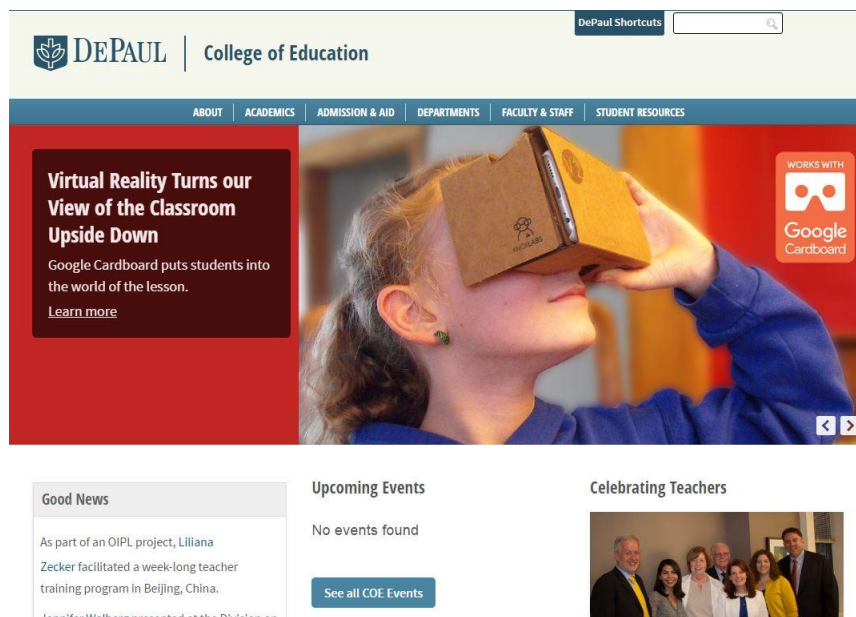 DePaul Shortcuts
DEPAUL
College of Education
ABOUT
ACADEMICS
ADMISSION & AID
DEPARTMENTS
FACULTY & STAFF
STUDENT RESOURCES
Virtual Reality Turns our
View of the Classroom
Upside Down
Google Cardboard puts students into
the world of the lesson.
Learn more
KNOXLABS
WORKS WITH
Google
Cardboard
Good News
As part of an OIPL project, Liliana
Zecker facilitated a week-long teacher
training program in Beijing, China.
Upcoming Events
No events found
See all COE Events
Celebrating Teachers